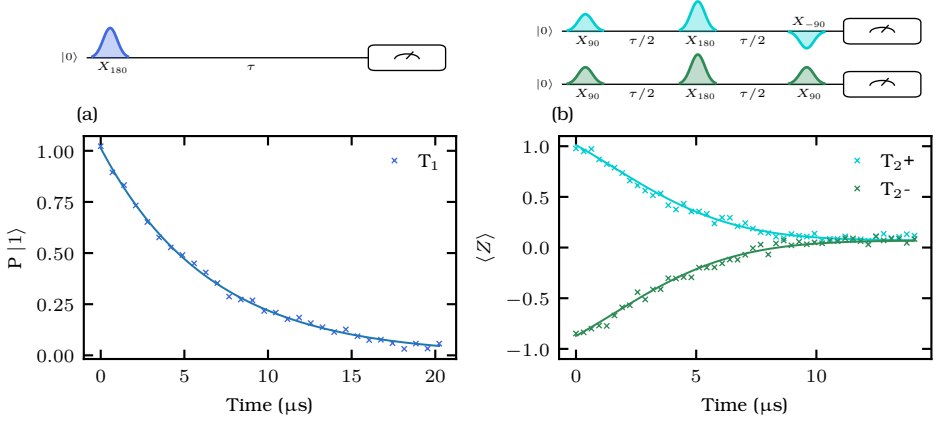 |0⟩
X₁₈₀
τ
|0⟩
X₉₀
τ/2
X₁₈₀
τ/2
X₋₉₀
|0⟩
X₉₀
τ/2
X₁₈₀
τ/2
X₉₀
(a)
P |1⟩
1.00
0.75
0.50
0.25
0.00
0
5
10
15
20
Time (μs)
T₁
(b)
⟨Z⟩
1.0
0.5
0.0
−0.5
−1.0
0
5
10
Time (μs)
T₂+
T₂-